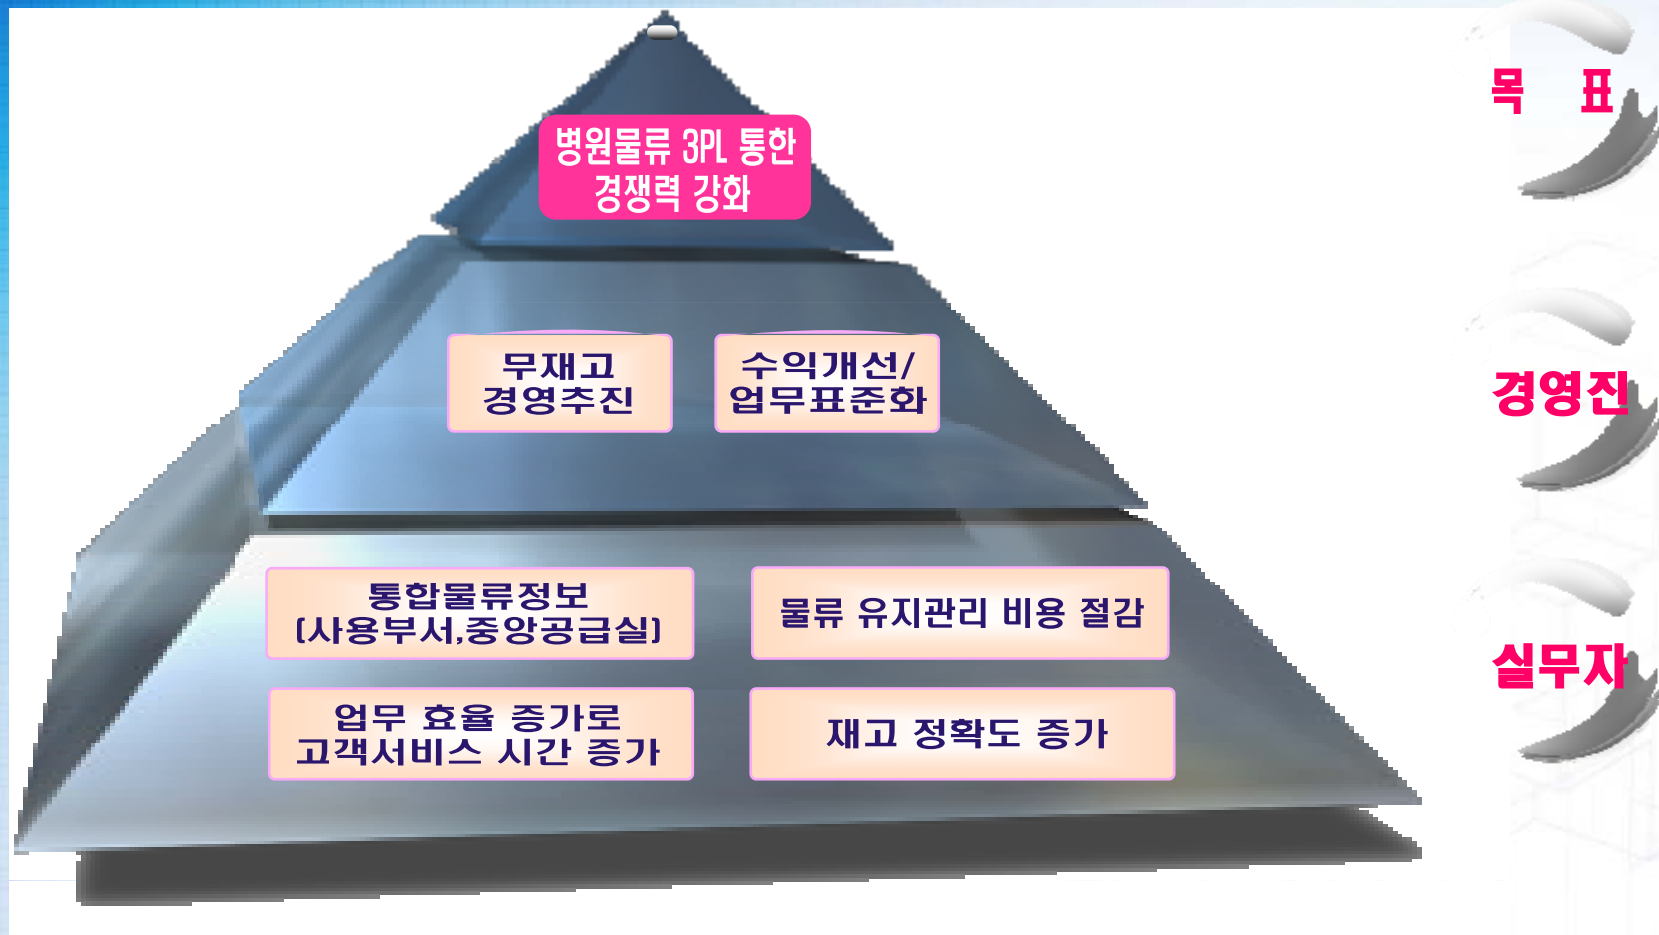 병원물류 3PL 통한
경쟁력 강화
목 표
무재고
경영추진
수익개선/
업무표준화
경영진
통합물류정보
(사용부서,중앙공급실)
물류 유지관리 비용 절감
실무자
업무 효율 증가로
고객서비스 시간 증가
재고 정확도 증가